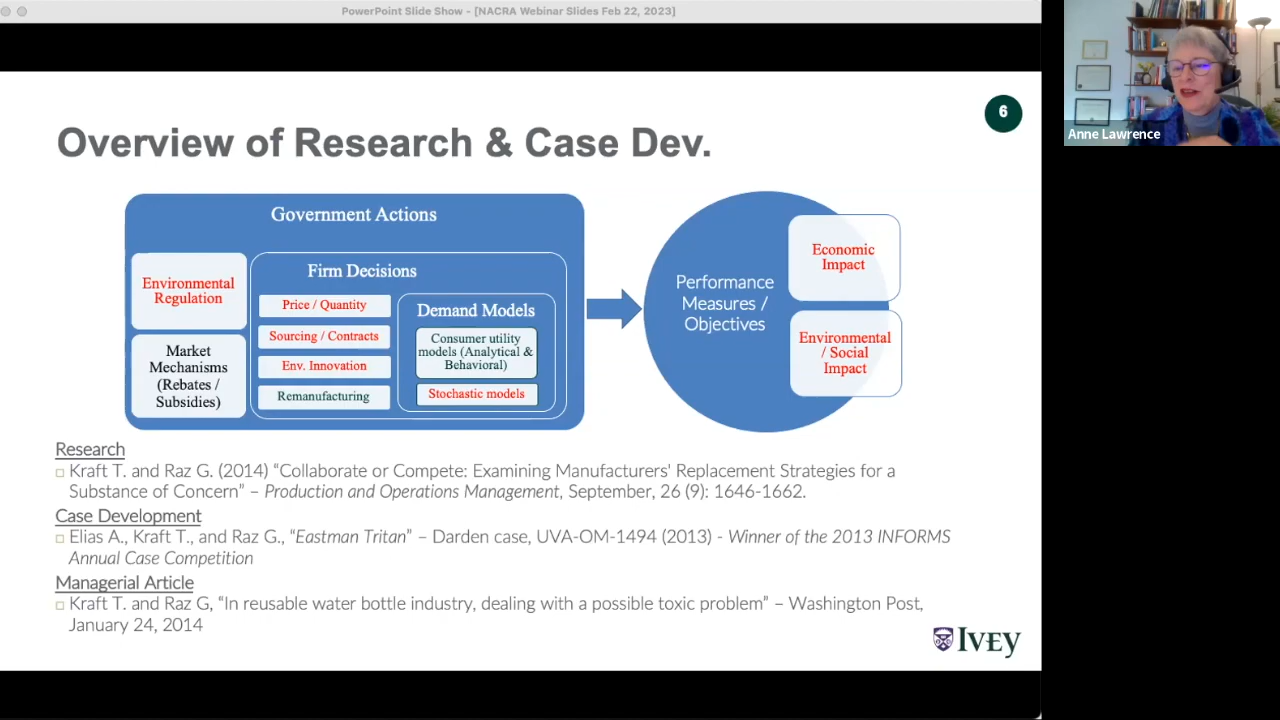 PowerPoint Slide Show - [NACRA Webinar Slides Feb 22, 2023]
6
Overview of Research & Case Dev.
Government Actions
Environmental
Regulation
Market
Mechanisms
(Rebates /
Subsidies)
Firm Decisions
Price / Quantity
Sourcing / Contracts
Env. Innovation
Remanufacturing
Demand Models
Consumer utility
models (Analytical &
Behavioral)
Stochastic models
Performance
Measures /
Objectives
Economic
Impact
Environmental
/ Social
Impact
Research
Kraft T. and Raz G. (2014) “Collaborate or Compete: Examining Manufacturers' Replacement Strategies for a
Substance of Concern” – Production and Operations Management, September, 26 (9): 1646-1662.
Case Development
Elias A., Kraft T., and Raz G., “Eastman Tritan” – Darden case, UVA-OM-1494 (2013) - Winner of the 2013 INFORMS
Annual Case Competition
Managerial Article
Kraft T. and Raz G, “In reusable water bottle industry, dealing with a possible toxic problem” – Washington Post,
January 24, 2014
IVEY
Anne Lawrence